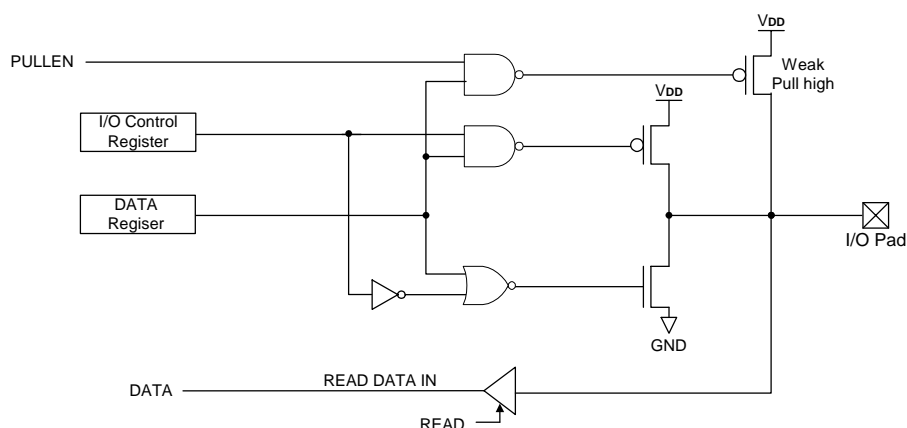 VDD
PULLEN
Weak
Pull high
VDD
I/O Control
Register
DATA
Regiser
I/O Pad
GND
DATA
READ DATA IN
READ